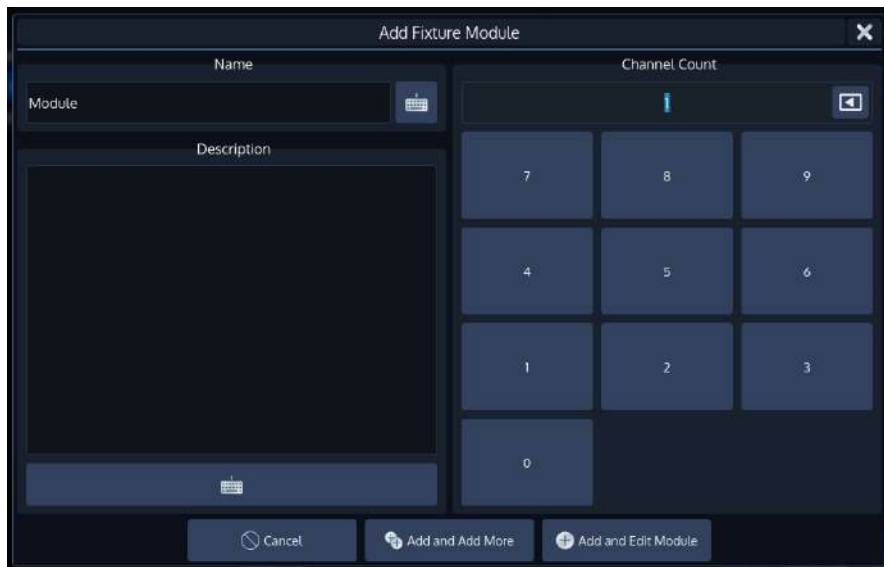 Add Fixture Module
Name
Module
Description
Channel Count
1
7 8 9
4 5 6
1 2 3
0
Cancel
Add and Add More
Add and Edit Module